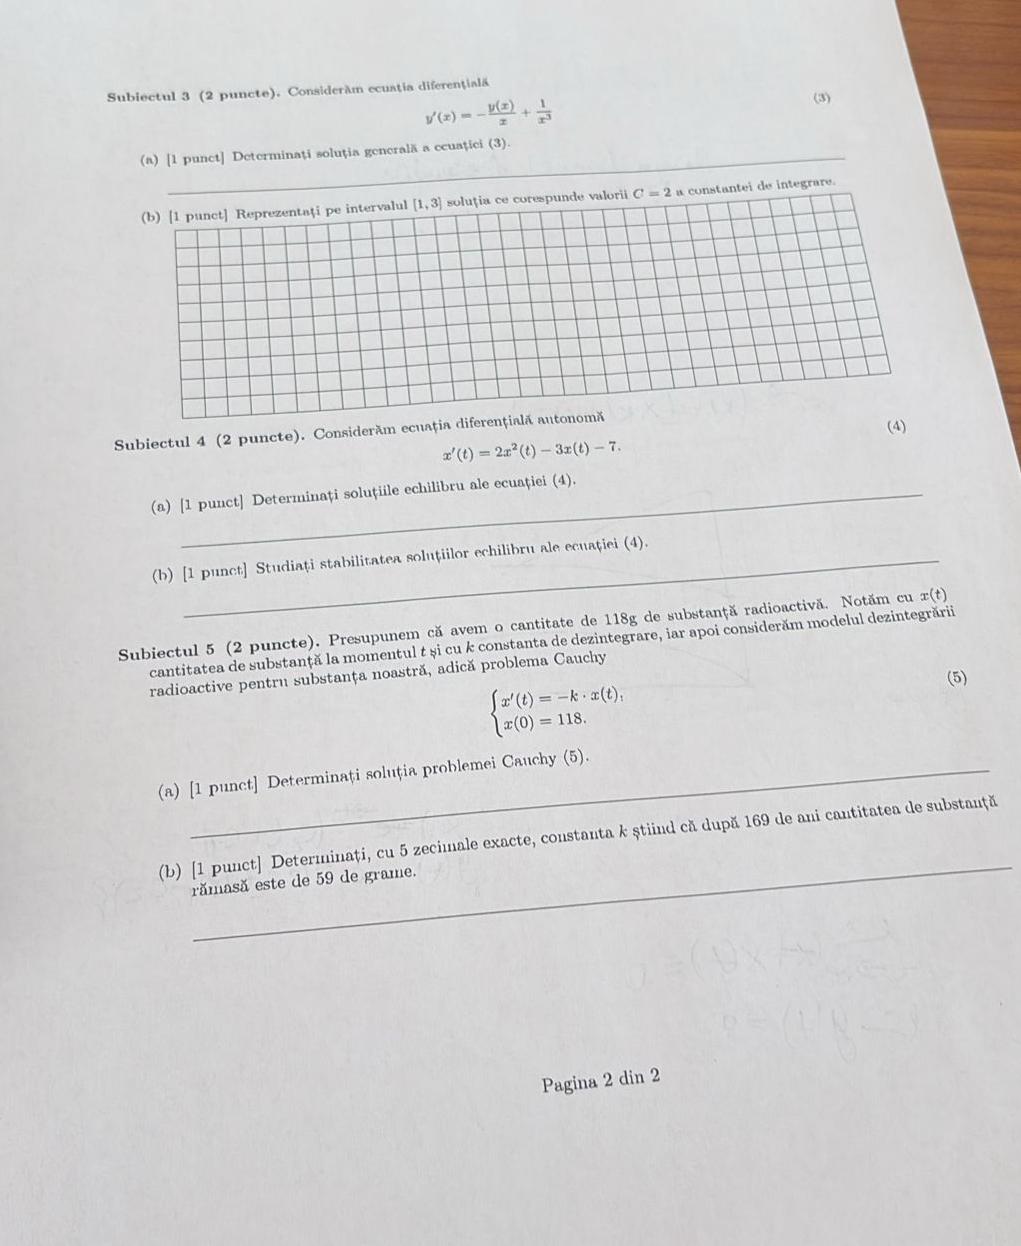 Subiectul 3 (2 puncte). Considerăm ecuația diferențială
y′(x) = −y(x)/x + 1/x³ (3)
(a) [1 punct] Determinați soluția generală a ecuației (3).
(b) [1 punct] Reprezentați pe intervalul [1, 3] soluția ce corespunde valorii C = 2 a constantei de integrare.
Subiectul 4 (2 puncte). Considerăm ecuația diferențială autonomă
x′(t) = 2x²(t) − 3x(t) − 7. (4)
(a) [1 punct] Determinați soluțiile echilibru ale ecuației (4).
(b) [1 punct] Studiați stabilitatea soluțiilor echilibru ale ecuației (4).
Subiectul 5 (2 puncte). Presupunem că avem o cantitate de 118g de substanță radioactivă. Notăm cu x(t)
cantitatea de substanță la momentul t și cu k constanta de dezintegrare, iar apoi considerăm modelul dezintegrării
radioactive pentru substanța noastră, adică problema Cauchy
x′(t) = −k · x(t),
x(0) = 118. (5)
(a) [1 punct] Determinați soluția problemei Cauchy (5).
(b) [1 punct] Determinați, cu 5 zecimale exacte, constanta k știind că după 169 de ani cantitatea de substanță
rămasă este de 59 de grame.
Pagina 2 din 2